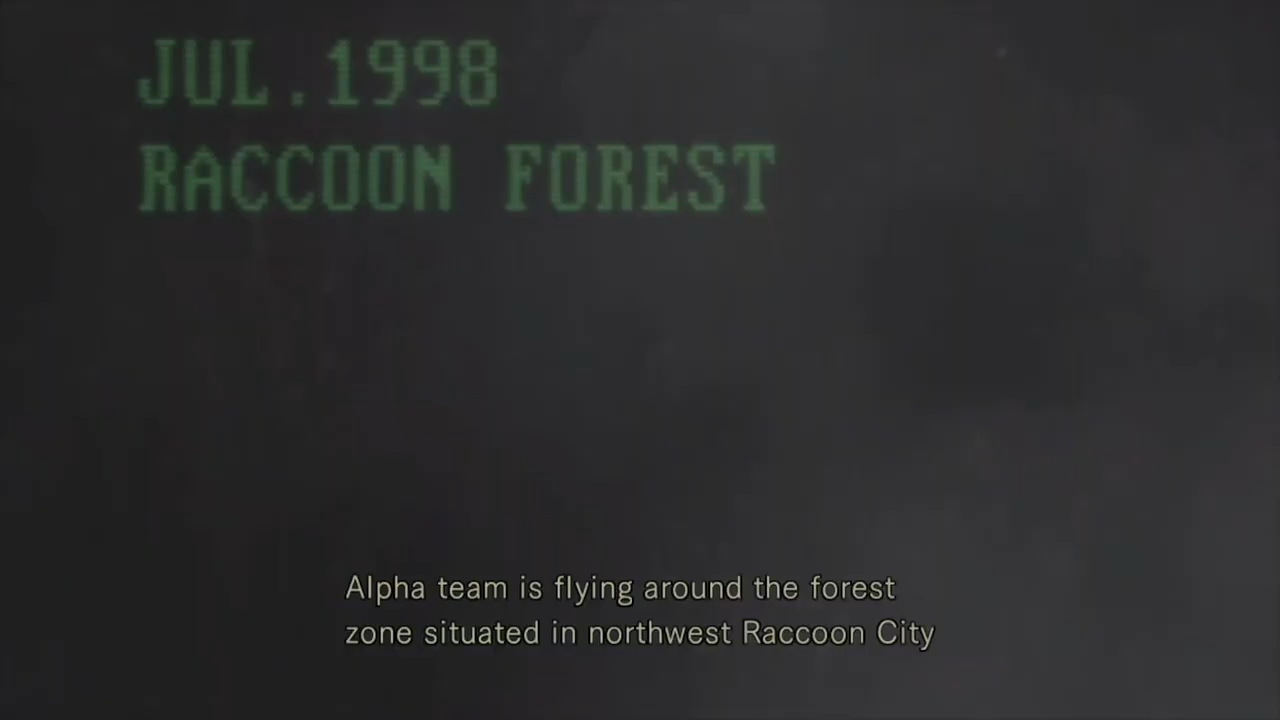 JUL.1998
RACCOON FOREST
Alpha team is flying around the forest
zone situated in northwest Raccoon City